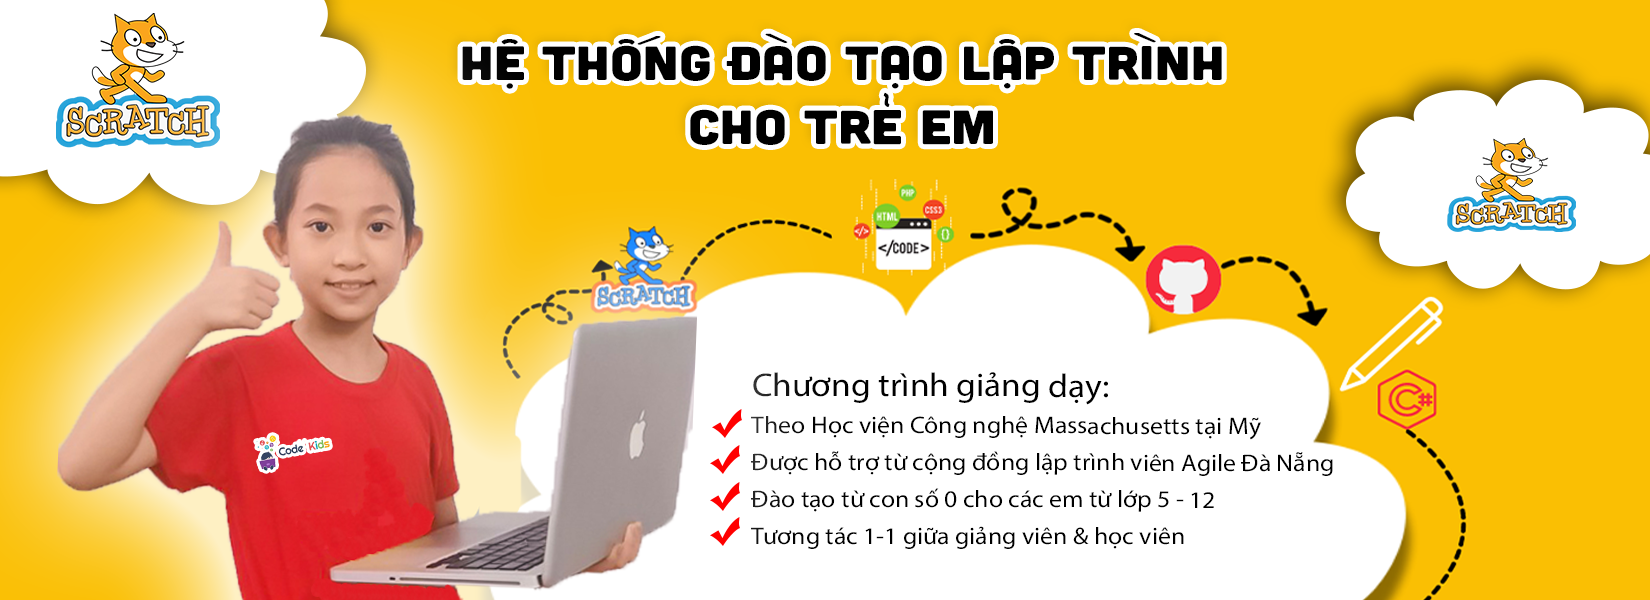 SCRATCH
HỆ THỐNG ĐÀO TẠO LẬP TRÌNH
CHO TRẺ EM
SCRATCH
SCRATCH
PHP
HTML
CSS3
</>
{}
</CODE>
C#
Code Kids
Chương trình giảng dạy:
Theo Học viện Công nghệ Massachusetts tại Mỹ
Được hỗ trợ từ cộng đồng lập trình viên Agile Đà Nẵng
Đào tạo từ con số 0 cho các em từ lớp 5 - 12
Tương tác 1-1 giữa giảng viên & học viên